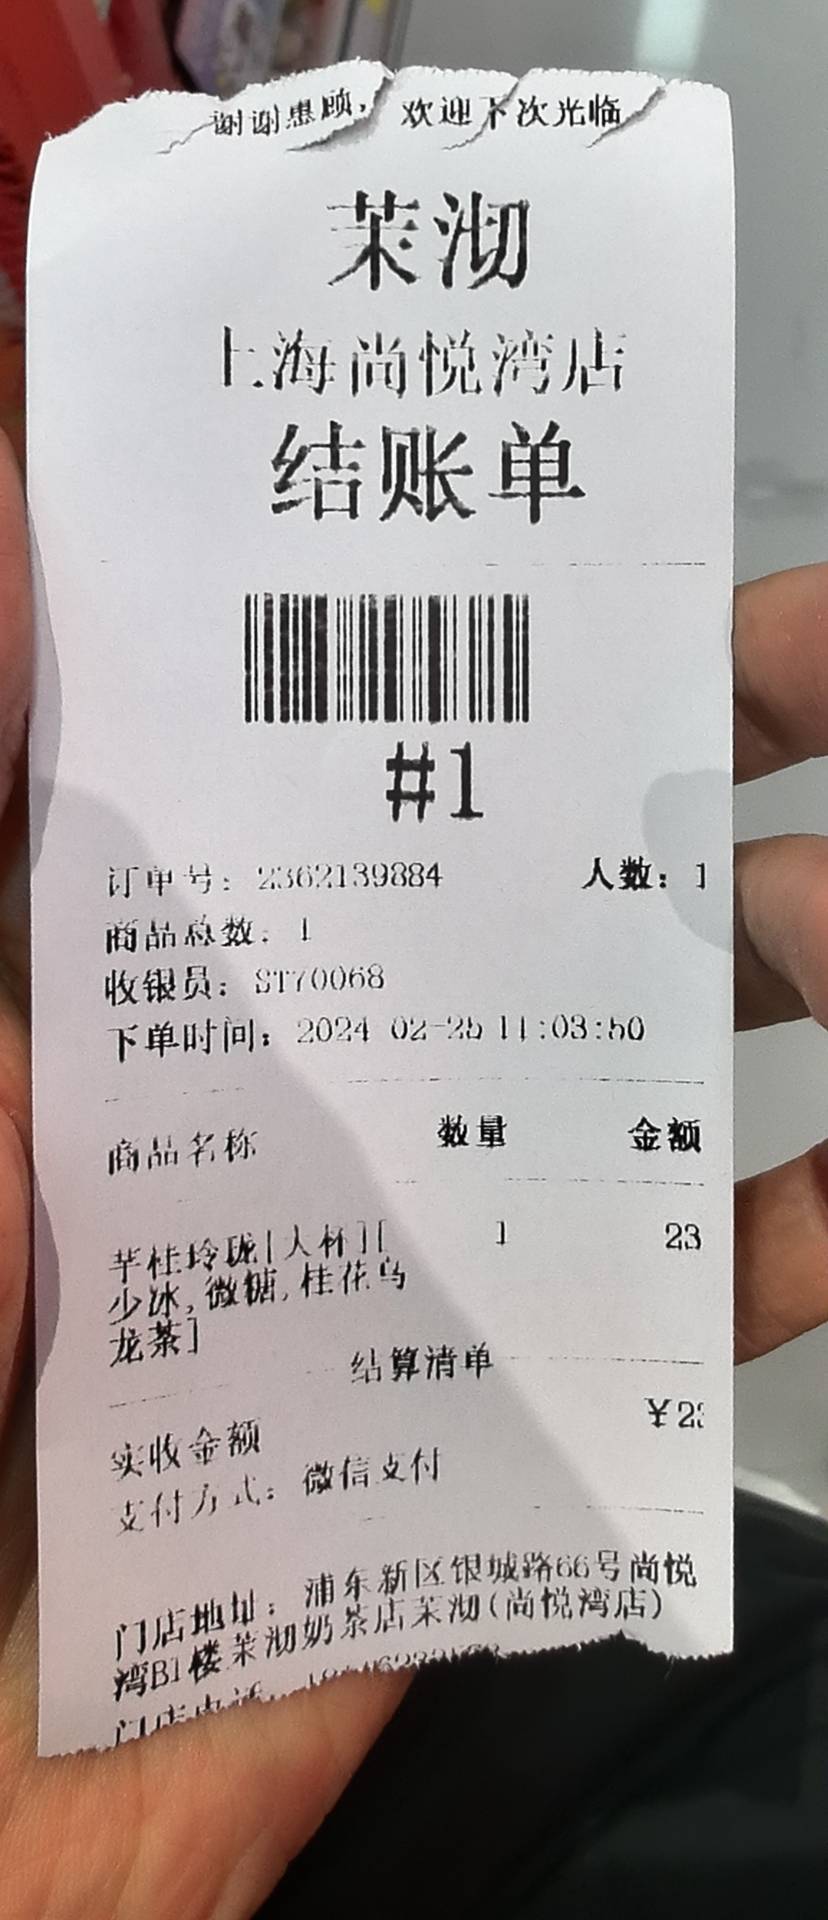 谢谢惠顾，欢迎下次光临
茉沏
上海尚悦湾店
结账单
#1
订单号：2362139884 人数：1
商品总数：1
收银员：ST70068
下单时间：2024-02-25 11:03:50
商品名称 数量 金额
芋桂玲珑[大杯][ 1 23
少冰,微糖,桂花乌
龙茶]
结算清单
实收金额 ￥23
支付方式：微信支付
门店地址：浦东新区银城路66号尚悦
湾B1楼茉沏奶茶店茉沏(尚悦湾店)
门店电话：